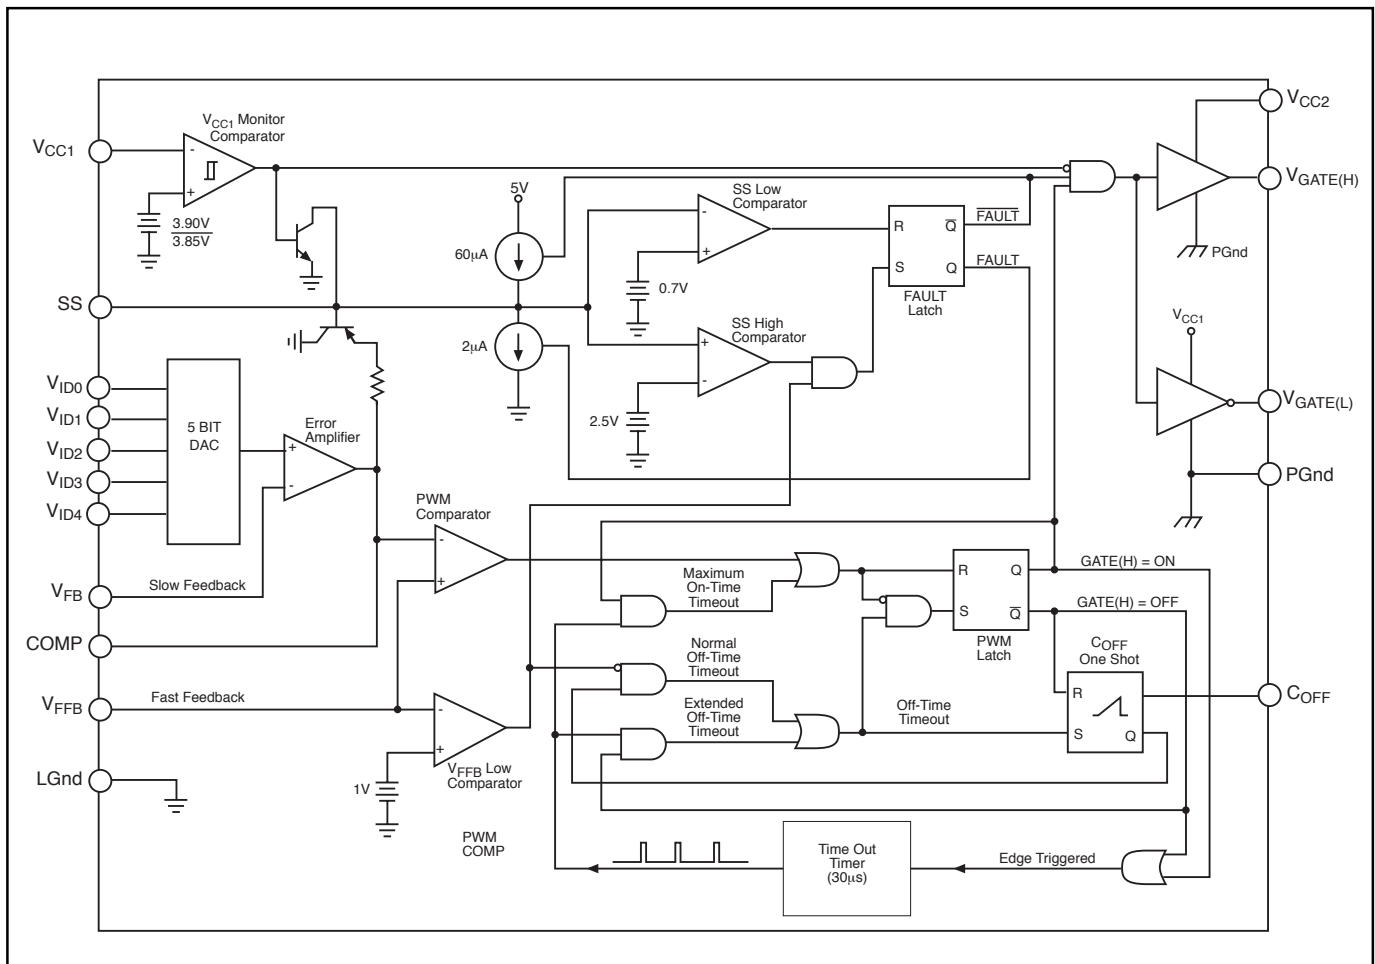 VCC1 Monitor
Comparator
VCC2
VCC1
-
+
3.90V
3.85V
5V
SS Low
Comparator
-
+
60µA
0.7V
FAULT
R
Q
S
Q
FAULT
FAULT
Latch
VGATE(H)
PGnd
SS
2µA
SS High
Comparator
+
-
2.5V
VCC1
VID0
VID1
VID2
VID3
VID4
5 BIT
DAC
Error
Amplifier
+
-
VGATE(L)
PGnd
PWM
Comparator
-
+
VFB
Slow Feedback
COMP
Maximum
On-Time
Timeout
R
Q
S
Q
PWM
Latch
GATE(H) = ON
GATE(H) = OFF
Normal
Off-Time
Timeout
COFF
One Shot
R
S
Q
COFF
VFFB
Fast Feedback
-
+
Extended
Off-Time
Timeout
Off-Time
Timeout
LGnd
1V
VFFB Low
Comparator
PWM
COMP
Time Out
Timer
(30µs)
Edge Triggered